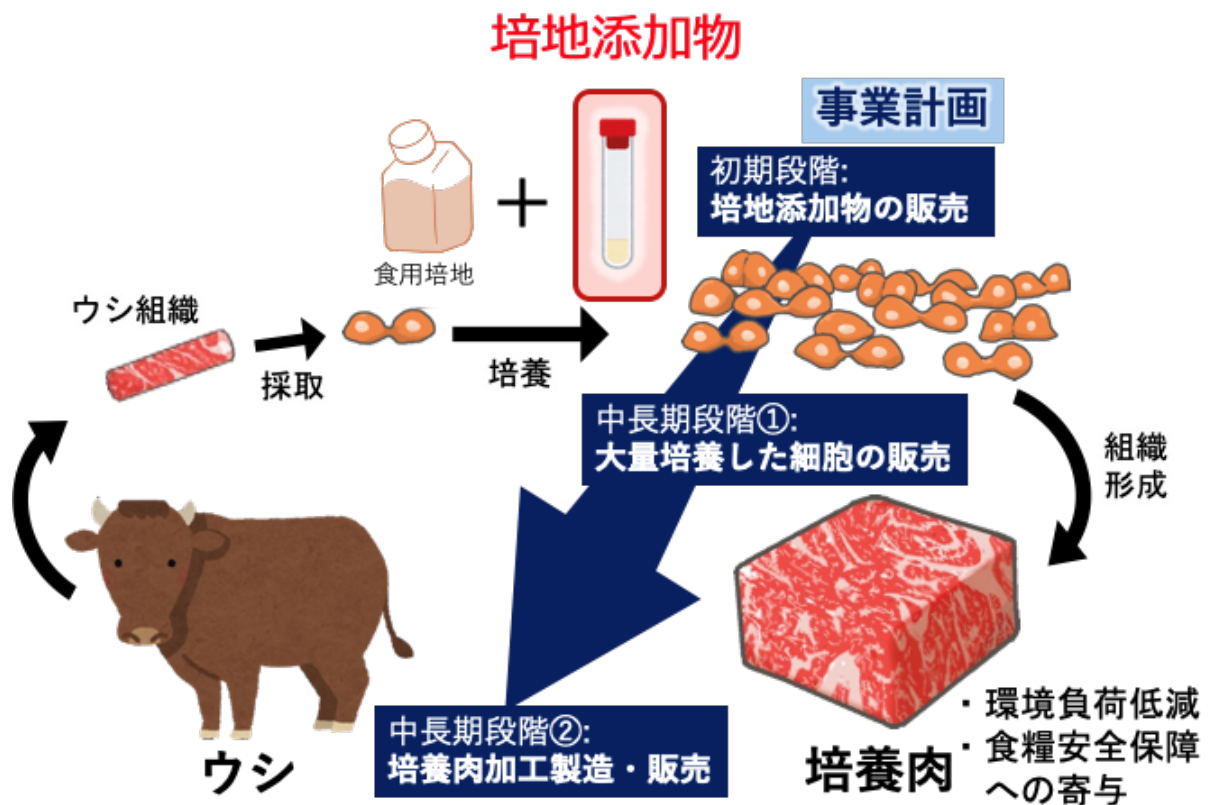 培地添加物
事業計画
初期段階:
培地添加物の販売
食用培地
ウシ組織
採取
培養
中長期段階①:
大量培養した細胞の販売
組織
形成
中長期段階②:
培養肉加工製造・販売
ウシ
培養肉
・環境負荷低減
・食糧安全保障
への寄与